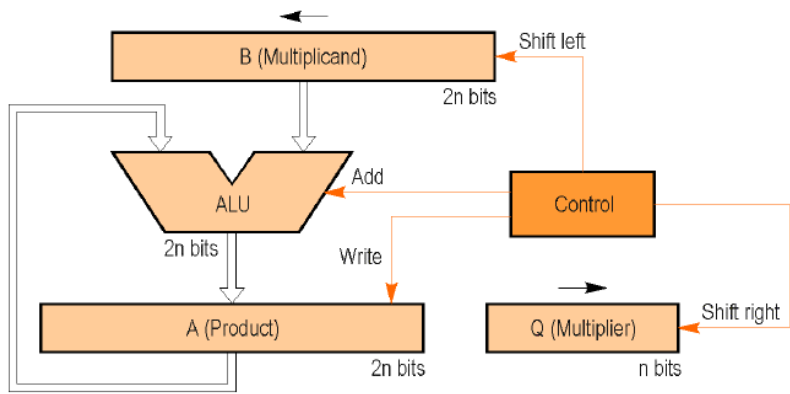 Shift left
B (Multiplicand)
2n bits
Add
ALU
Control
2n bits
Write
Shift right
A (Product)
Q (Multiplier)
2n bits
n bits